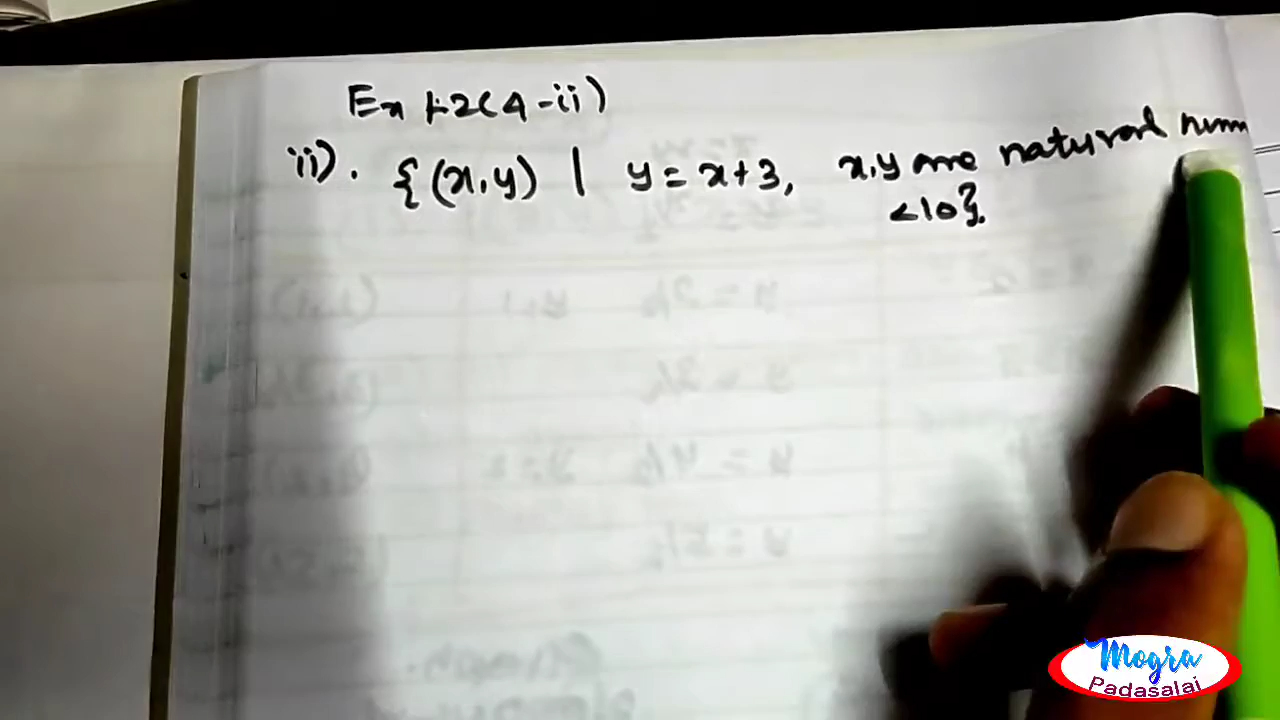 Ex 1.2(4-ii)
ii). {(x,y) | y = x+3, x,y are natural num
<10}.
Mogra
Padasalai